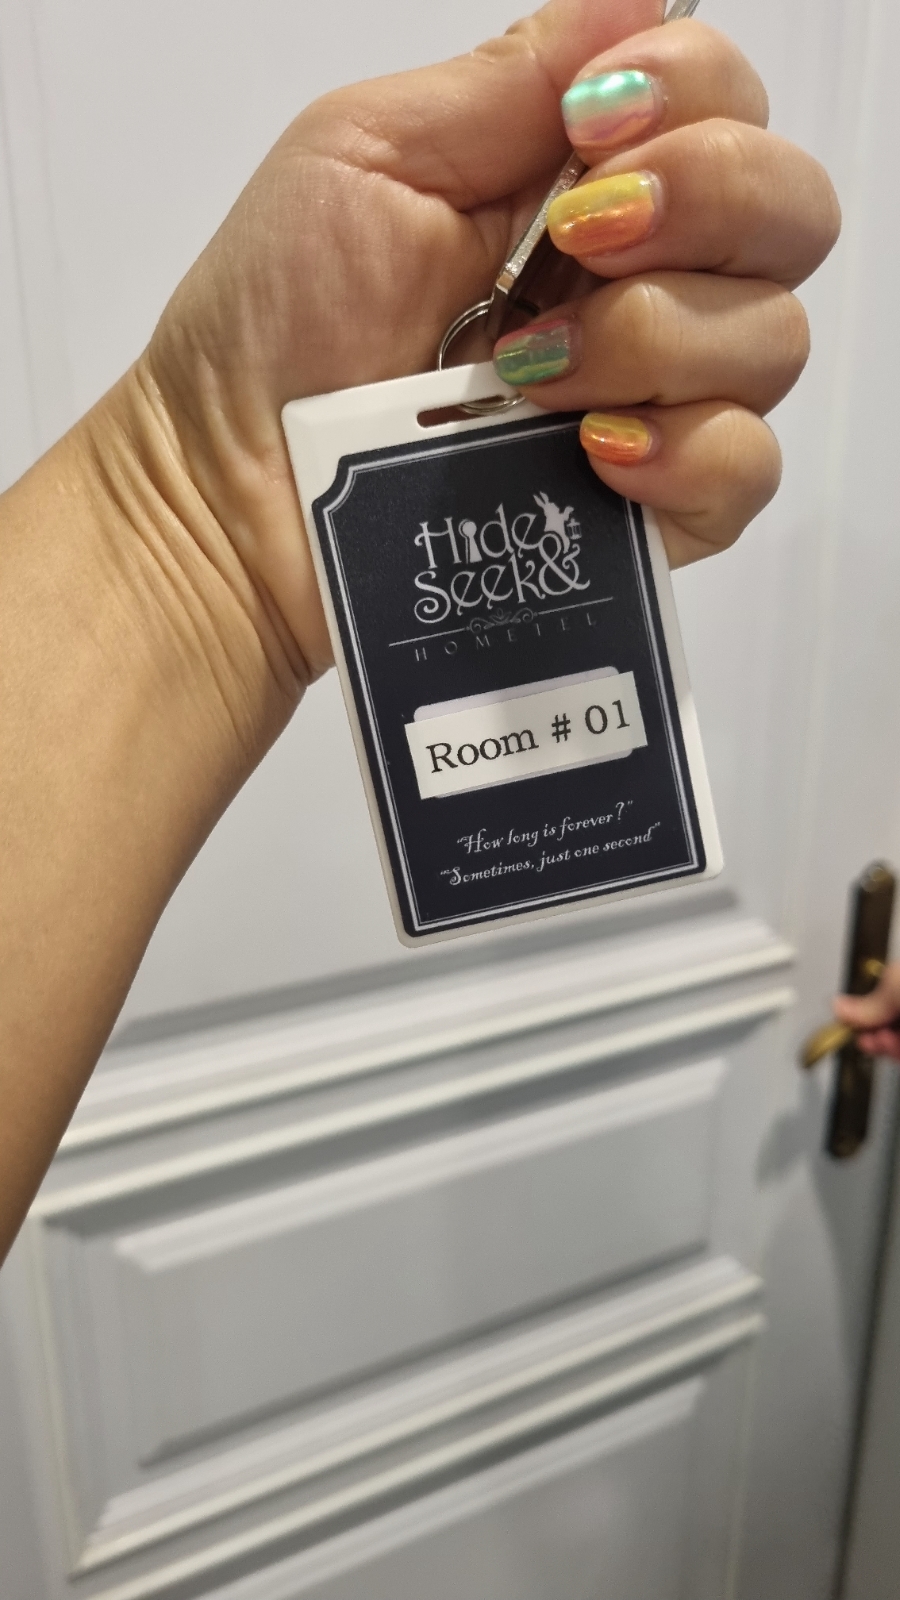 Hide &
Seek
HOMETEL
Room # 01
"How long is forever?"
"Sometimes, just one second"